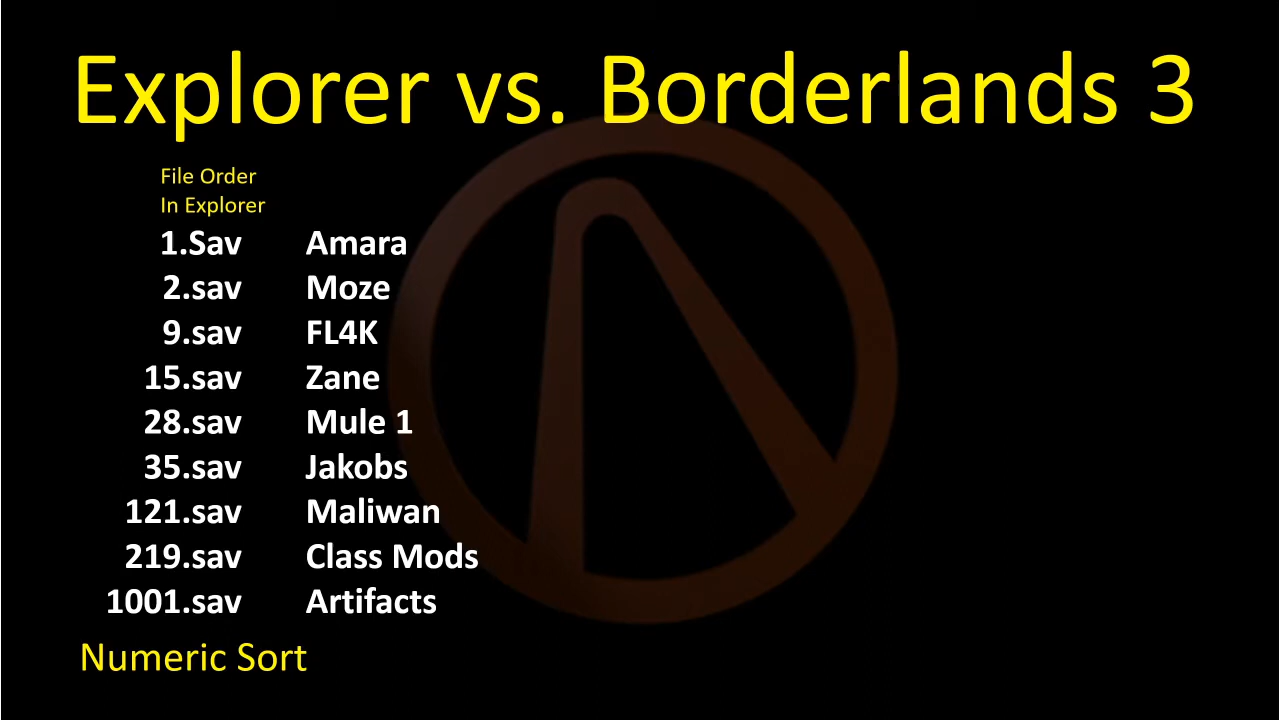 Explorer vs. Borderlands 3
File Order
In Explorer
1.Sav Amara
2.sav Moze
9.sav FL4K
15.sav Zane
28.sav Mule 1
35.sav Jakobs
121.sav Maliwan
219.sav Class Mods
1001.sav Artifacts
Numeric Sort